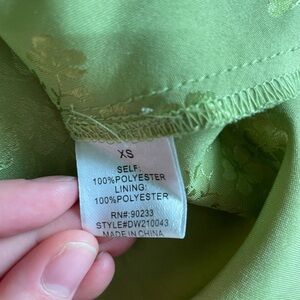 XS
SELF:
100%POLYESTER
LINING:
100%POLYESTER
RN#:90233
STYLE#DW210043
MADE IN CHINA